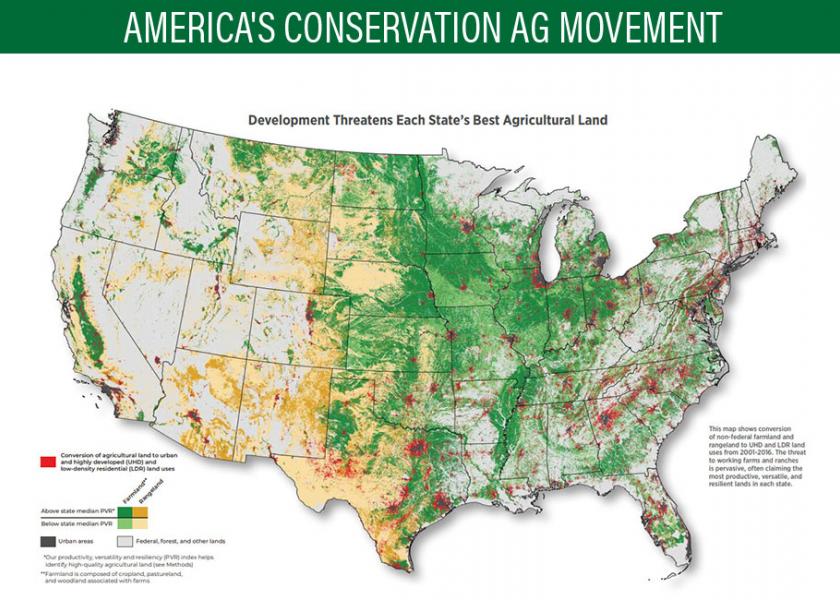 AMERICA'S CONSERVATION AG MOVEMENT
Development Threatens Each State's Best Agricultural Land
This map shows conversion
of non-federal farmland and
rangeland to UHD and LDR land
uses from 2001-2016. The threat
to working farms and ranches
is pervasive, often claiming the
most productive, versatile, and
resilient lands in each state.
Conversion of agricultural land to urban
and highly developed (UHD) and
low-density residential (LDR) land uses
Farmland**
Rangeland
Above state median PVR*
Below state median PVR
Urban areas
Federal, forest, and other lands
*Our productivity, versatility and resiliency (PVR) index helps
identify high-quality agricultural land (see Methods)
**Farmland is composed of cropland, pastureland,
and woodland associated with farms